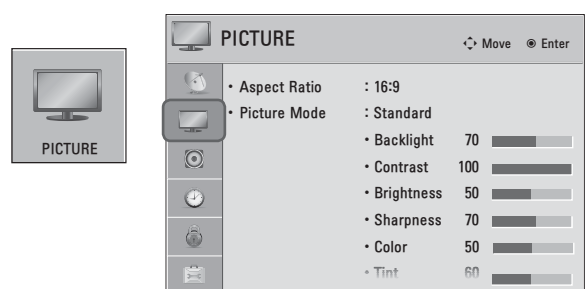 PICTURE
PICTURE Move Enter
• Aspect Ratio : 16:9
• Picture Mode : Standard
• Backlight 70
• Contrast 100
• Brightness 50
• Sharpness 70
• Color 50
• Tint 60